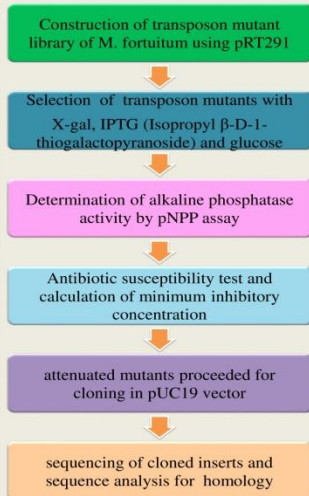 Construction of transposon mutant
library of M. fortuitum using pRT291
Selection of transposon mutants with
X-gal, IPTG (Isopropyl β-D-1-
thiogalactopyranoside) and glucose
Determination of alkaline phosphatase
activity by pNPP assay
Antibiotic susceptibility test and
calculation of minimum inhibitory
concentration
attenuated mutants proceeded for
cloning in pUC19 vector
sequencing of cloned inserts and
sequence analysis for homology